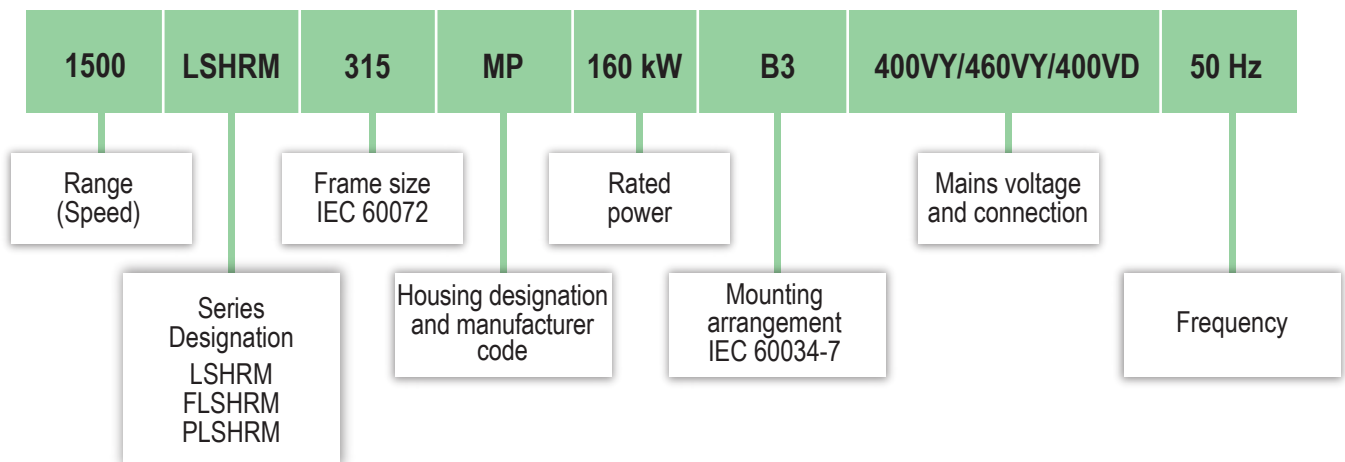 1500 LSHRM 315 MP 160 kW B3 400VY/460VY/400VD 50 Hz
Range
(Speed)
Frame size
IEC 60072
Rated
power
Mains voltage
and connection
Series
Designation
LSHRM
FLSHRM
PLSHRM
Housing designation
and manufacturer
code
Mounting
arrangement
IEC 60034-7
Frequency